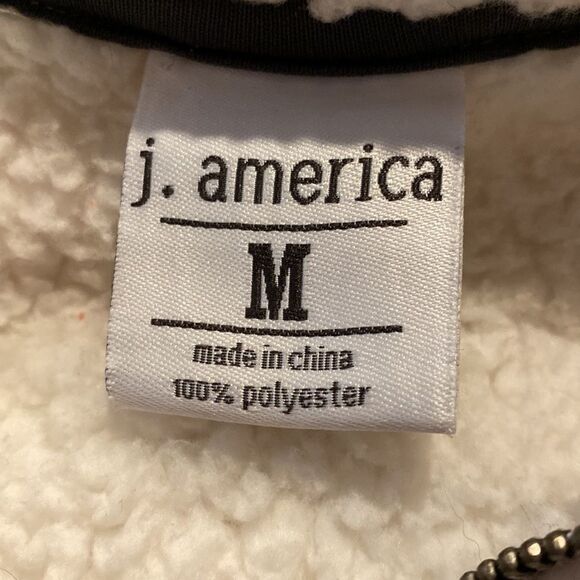 j. america
M
made in china
100% polyester